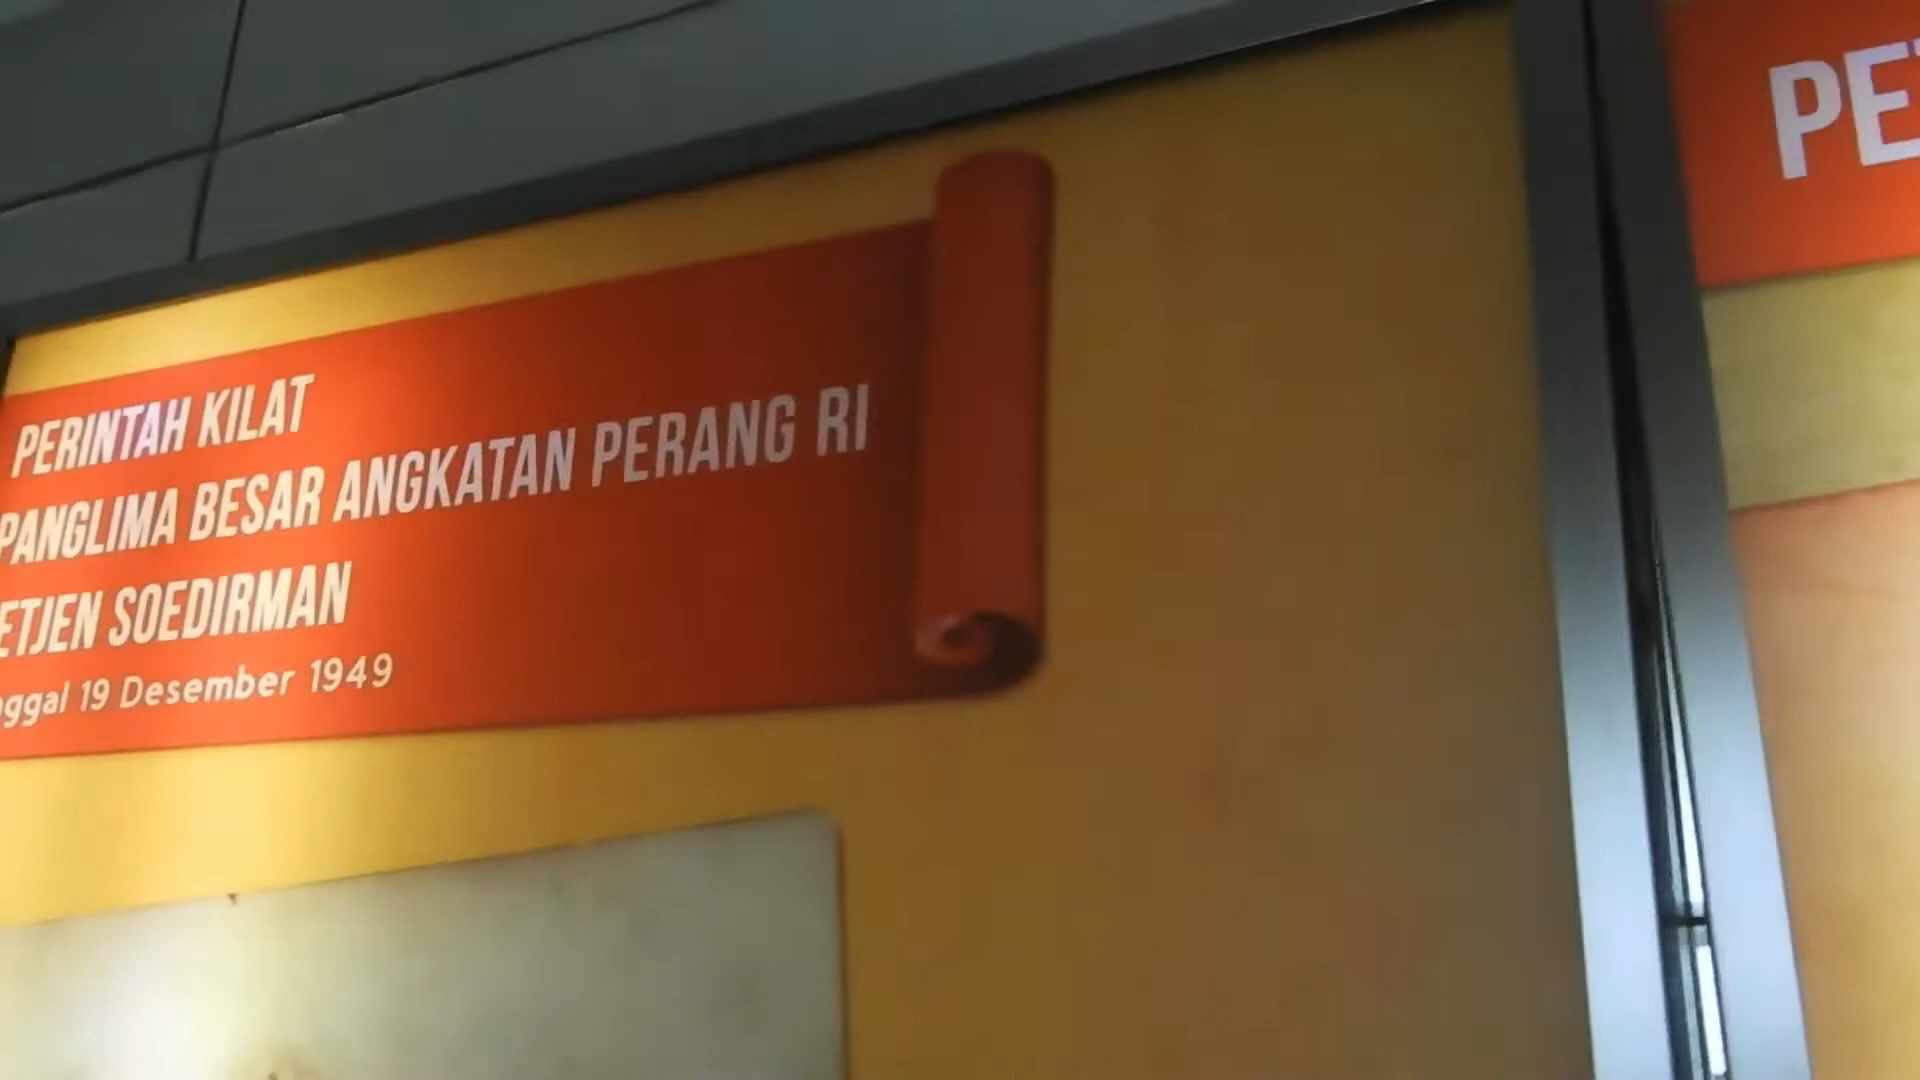 PERINTAH KILAT
PANGLIMA BESAR ANGKATAN PERANG RI
ETJEN SOEDIRMAN
ggal 19 Desember 1949
PE